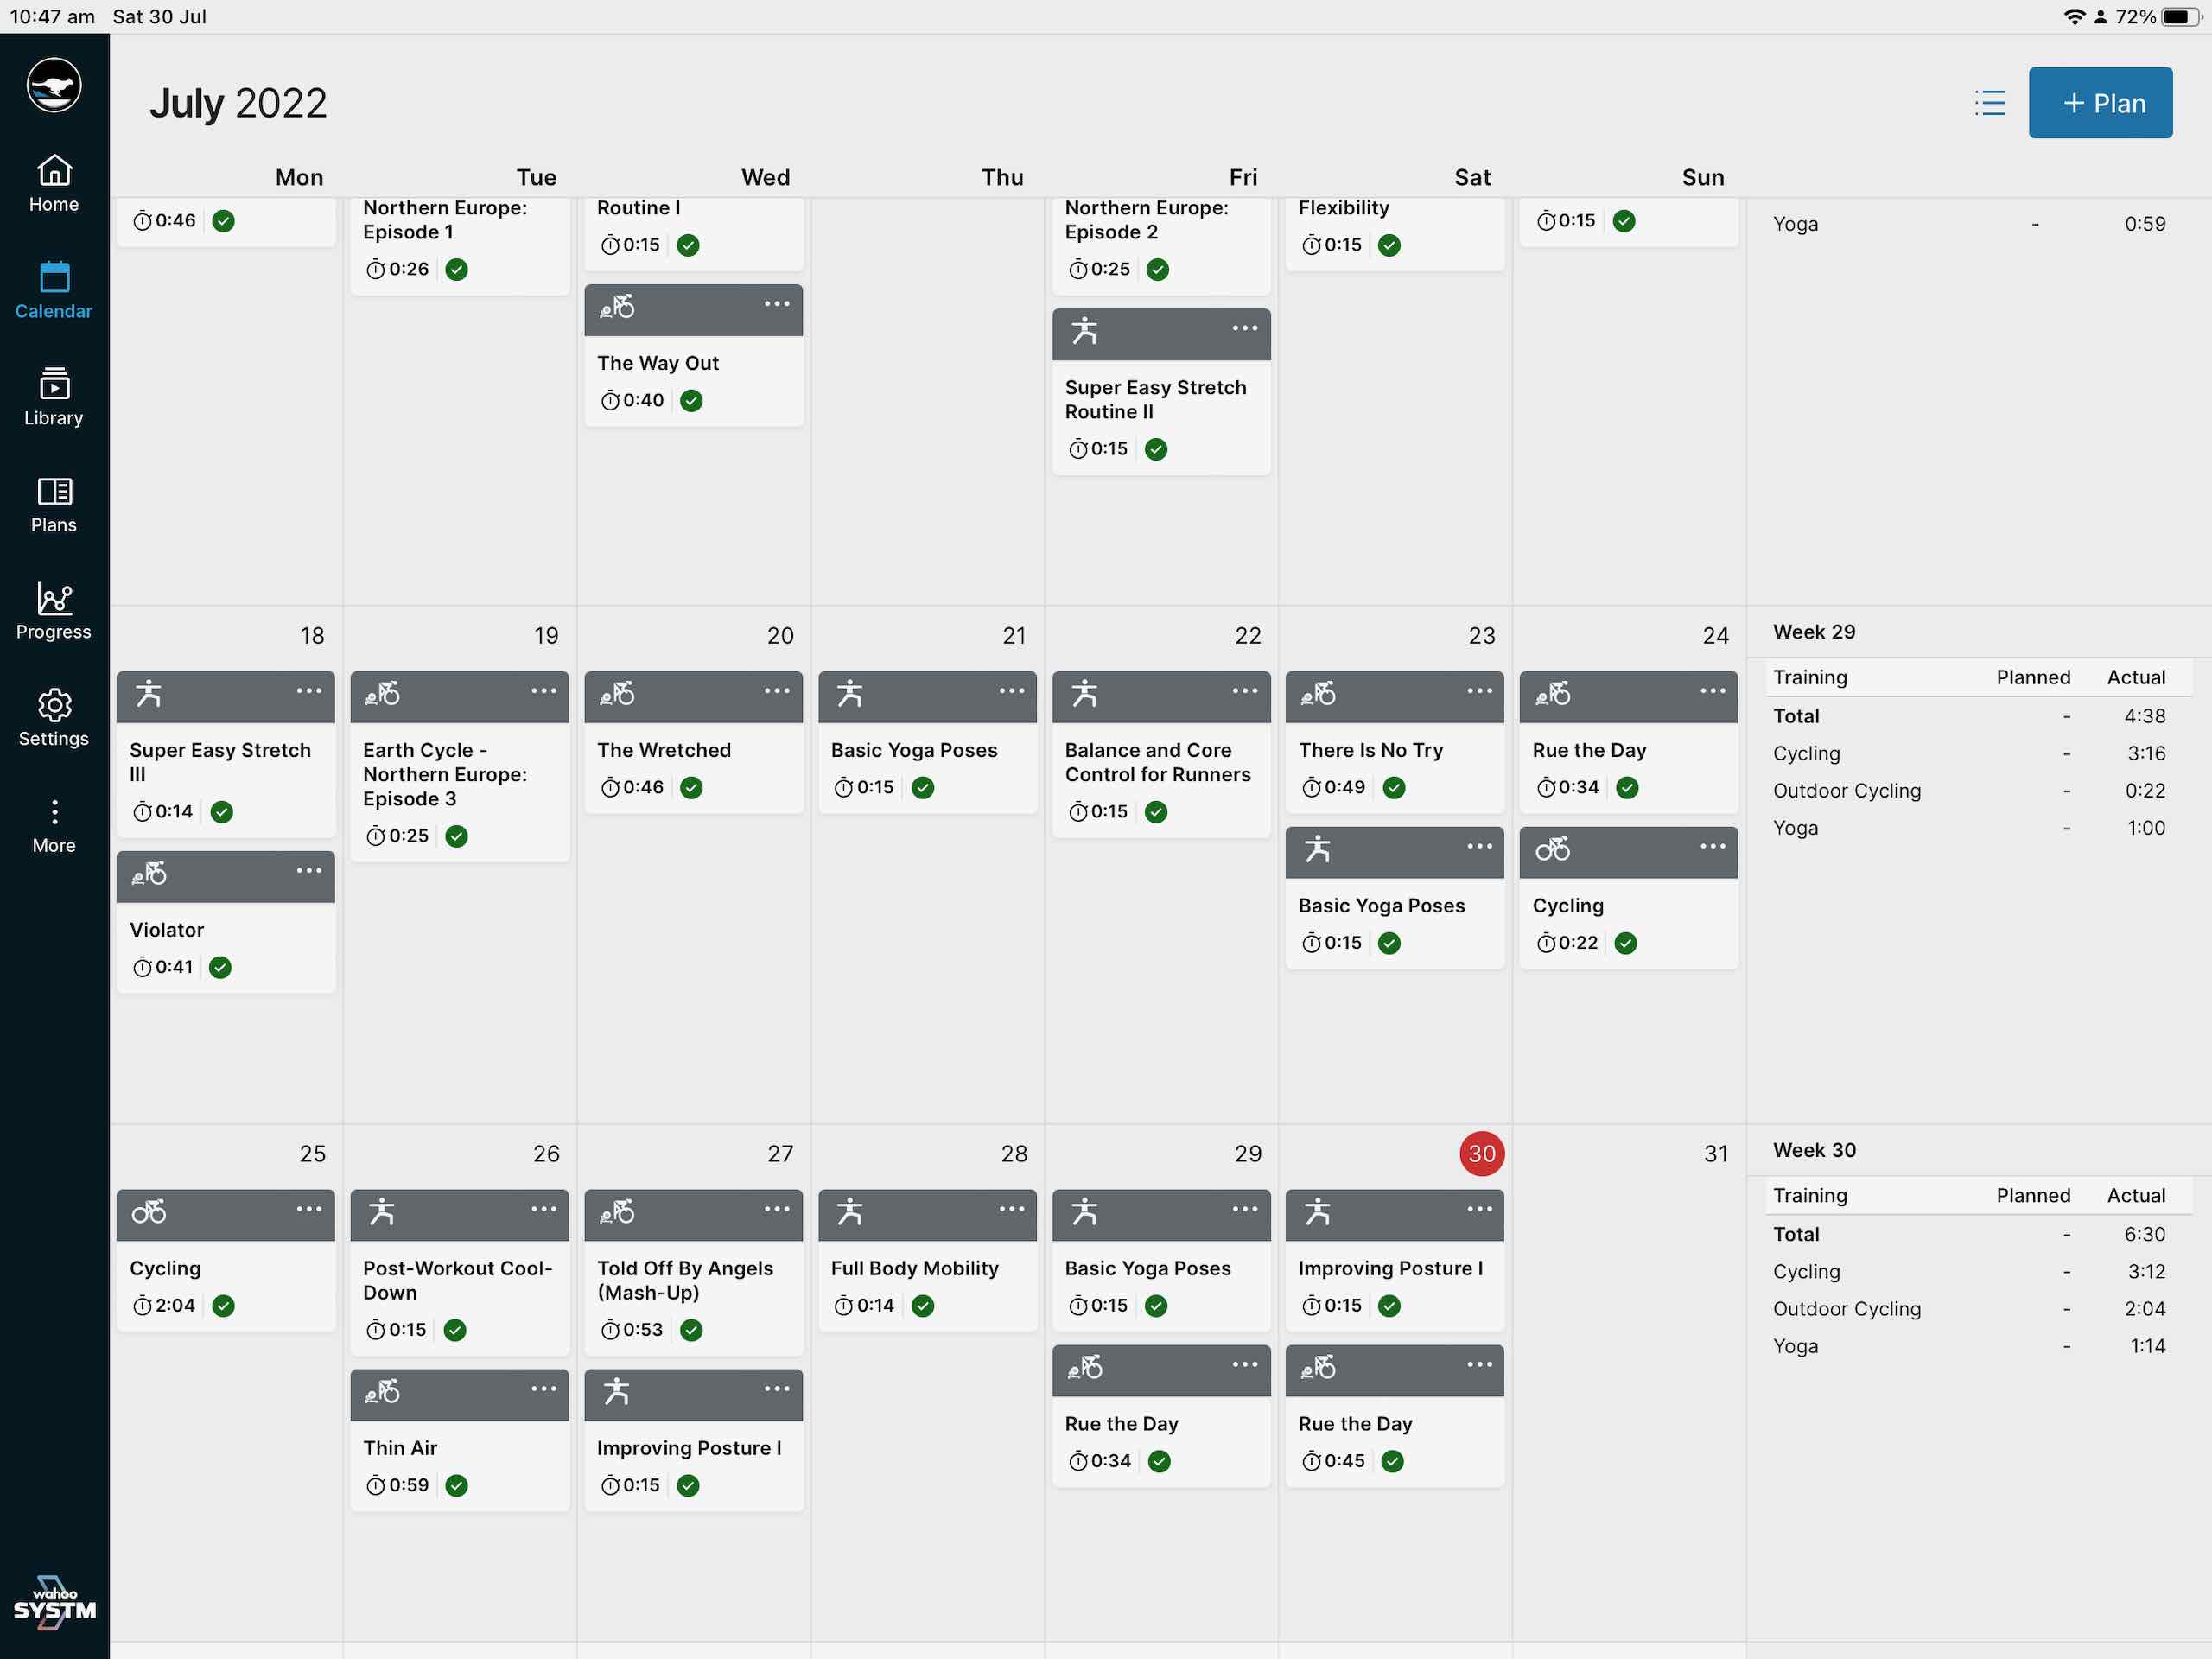 10:47 am Sat 30 Jul
72%
July 2022
+ Plan
Home
Calendar
Library
Plans
Progress
Settings
More
wahoo
SYSTM
Mon Tue Wed Thu Fri Sat Sun
0:46
Northern Europe:
Episode 1
0:26
Routine I
0:15
The Way Out
0:40
Northern Europe:
Episode 2
0:25
Super Easy Stretch
Routine II
0:15
Flexibility
0:15
0:15
Yoga - 0:59
18
Super Easy Stretch
III
0:14
Violator
0:41
19
Earth Cycle -
Northern Europe:
Episode 3
0:25
20
The Wretched
0:46
21
Basic Yoga Poses
0:15
22
Balance and Core
Control for Runners
0:15
23
There Is No Try
0:49
Basic Yoga Poses
0:15
24
Rue the Day
0:34
Cycling
0:22
Week 29
Training Planned Actual
Total - 4:38
Cycling - 3:16
Outdoor Cycling - 0:22
Yoga - 1:00
25
Cycling
2:04
26
Post-Workout Cool-
Down
0:15
Thin Air
0:59
27
Told Off By Angels
(Mash-Up)
0:53
Improving Posture I
0:15
28
Full Body Mobility
0:14
29
Basic Yoga Poses
0:15
Rue the Day
0:34
30
Improving Posture I
0:15
Rue the Day
0:45
31
Week 30
Training Planned Actual
Total - 6:30
Cycling - 3:12
Outdoor Cycling - 2:04
Yoga - 1:14